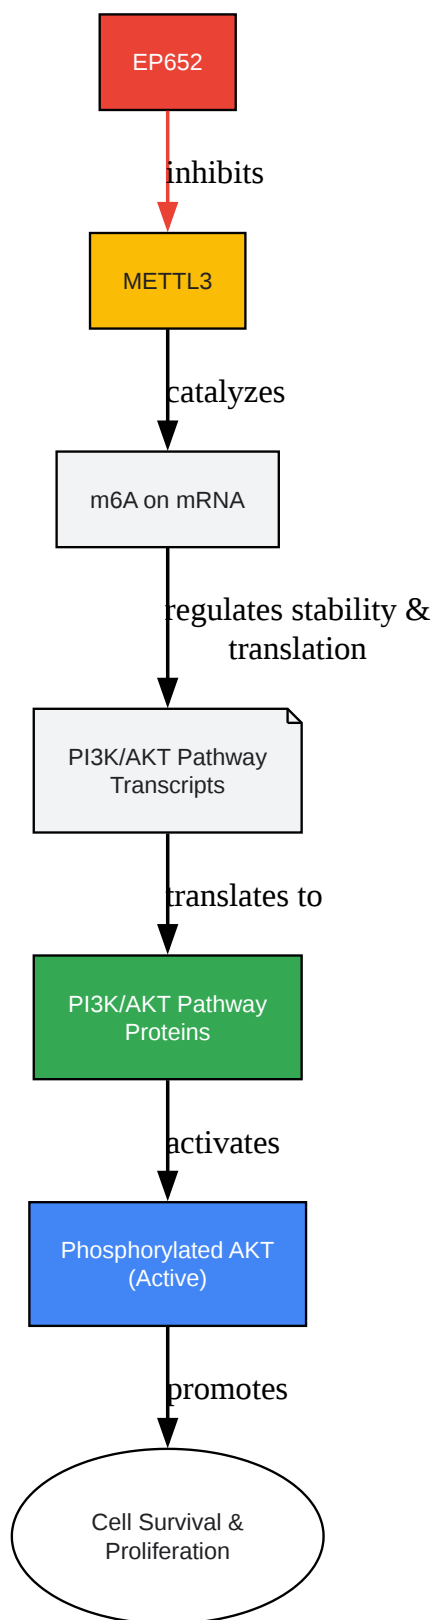 EP652
inhibits
METTL3
catalyzes
m6A on mRNA
regulates stability &
translation
PI3K/AKT Pathway
Transcripts
translates to
PI3K/AKT Pathway
Proteins
activates
Phosphorylated AKT
(Active)
promotes
Cell Survival &
Proliferation